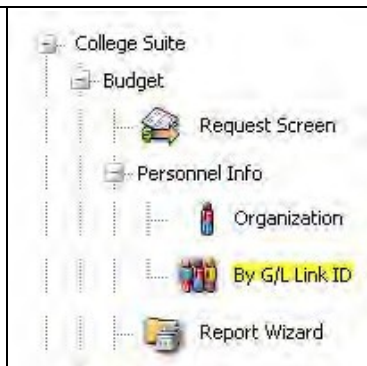 College Suite
Budget
Request Screen
Personnel Info
Organization
By G/L Link ID
Report Wizard